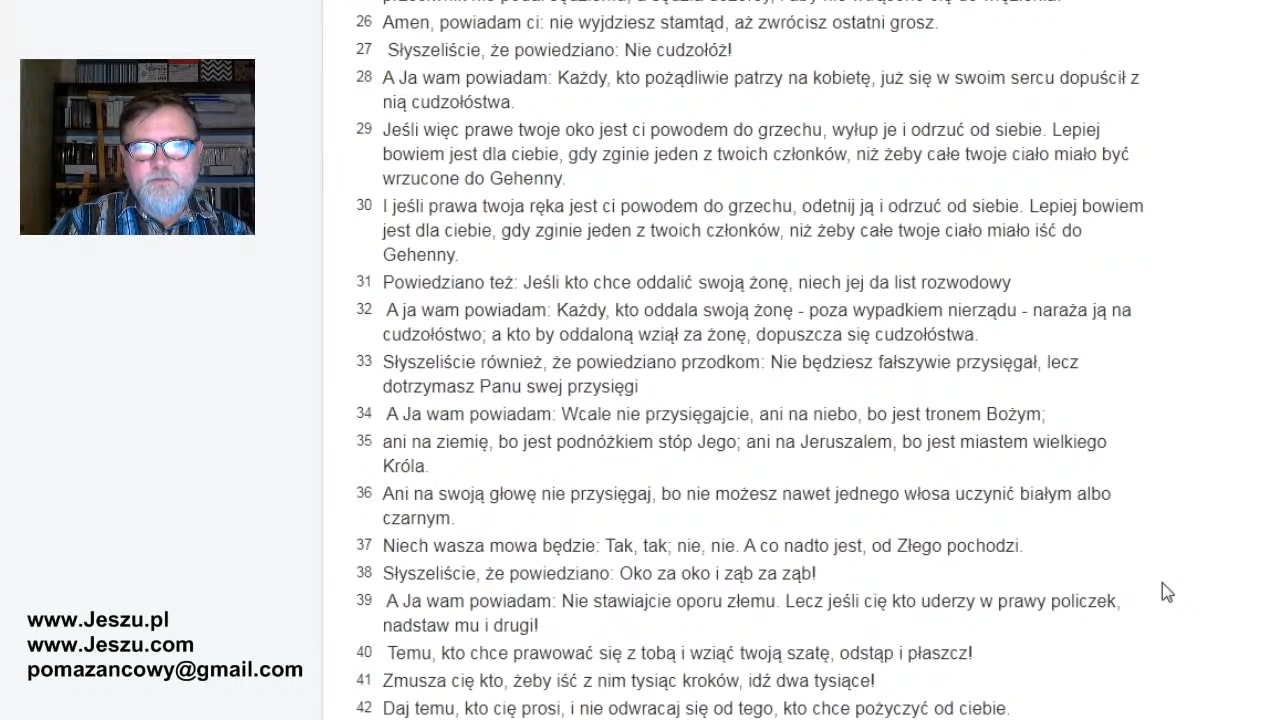 26 Amen, powiadam ci: nie wyjdziesz stamtąd, aż zwrócisz ostatni grosz.
27 Słyszeliście, że powiedziano: Nie cudzołóż!
28 A Ja wam powiadam: Każdy, kto pożądliwie patrzy na kobietę, już się w swoim sercu dopuścił z
nią cudzołóstwa.
29 Jeśli więc prawe twoje oko jest ci powodem do grzechu, wyłup je i odrzuć od siebie. Lepiej
bowiem jest dla ciebie, gdy zginie jeden z twoich członków, niż żeby całe twoje ciało miało być
wrzucone do Gehenny.
30 I jeśli prawa twoja ręka jest ci powodem do grzechu, odetnij ją i odrzuć od siebie. Lepiej bowiem
jest dla ciebie, gdy zginie jeden z twoich członków, niż żeby całe twoje ciało miało iść do
Gehenny.
31 Powiedziano też: Jeśli kto chce oddalić swoją żonę, niech jej da list rozwodowy
32 A ja wam powiadam: Każdy, kto oddala swoją żonę - poza wypadkiem nierządu - naraża ją na
cudzołóstwo; a kto by oddaloną wziął za żonę, dopuszcza się cudzołóstwa.
33 Słyszeliście również, że powiedziano przodkom: Nie będziesz fałszywie przysięgał, lecz
dotrzymasz Panu swej przysięgi
34 A Ja wam powiadam: Wcale nie przysięgajcie, ani na niebo, bo jest tronem Bożym;
35 ani na ziemię, bo jest podnóżkiem stóp Jego; ani na Jeruszalem, bo jest miastem wielkiego
Króla.
36 Ani na swoją głowę nie przysięgaj, bo nie możesz nawet jednego włosa uczynić białym albo
czarnym.
37 Niech wasza mowa będzie: Tak, tak; nie, nie. A co nadto jest, od Złego pochodzi.
38 Słyszeliście, że powiedziano: Oko za oko i ząb za ząb!
39 A Ja wam powiadam: Nie stawiajcie oporu złemu. Lecz jeśli cię kto uderzy w prawy policzek,
nadstaw mu i drugi!
40 Temu, kto chce prawować się z tobą i wziąć twoją szatę, odstąp i płaszcz!
41 Zmusza cię kto, żeby iść z nim tysiąc kroków, idź dwa tysiące!
42 Daj temu, kto cię prosi, i nie odwracaj się od tego, kto chce pożyczyć od ciebie.
www.Jeszu.pl
www.Jeszu.com
pomazancowy@gmail.com